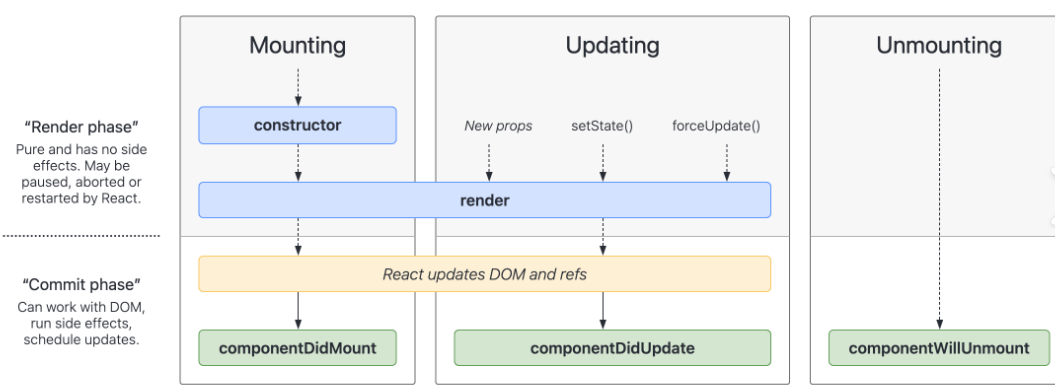 Mounting
Updating
Unmounting
“Render phase”
Pure and has no side
effects. May be
paused, aborted or
restarted by React.
constructor
New props
setState()
forceUpdate()
render
“Commit phase”
Can work with DOM,
run side effects,
schedule updates.
React updates DOM and refs
componentDidMount
componentDidUpdate
componentWillUnmount